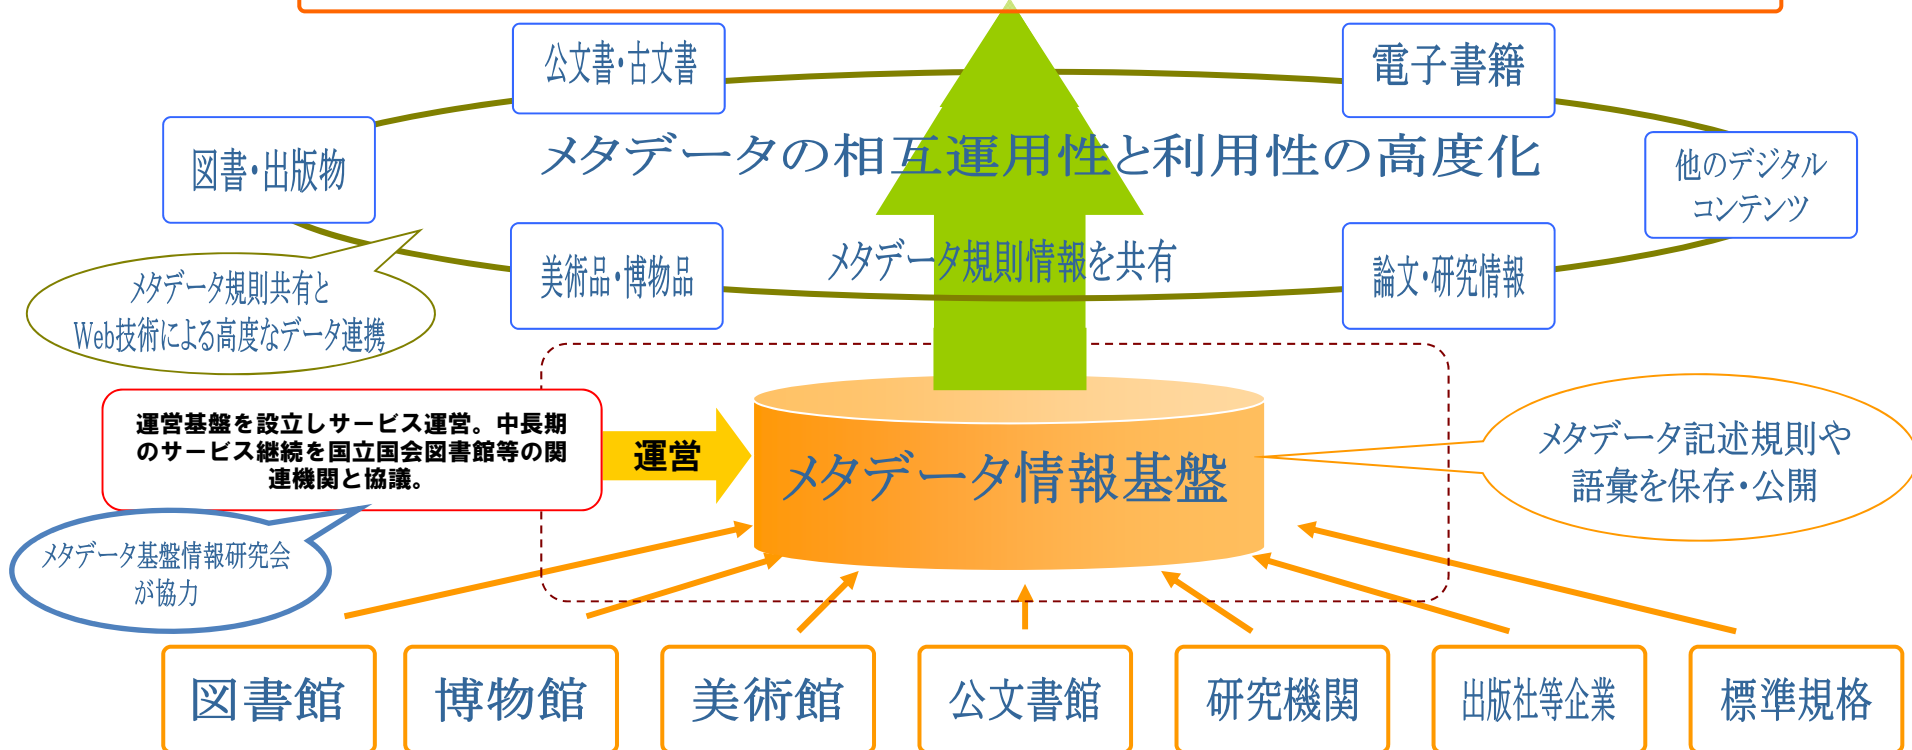 公文書・古文書
電子書籍
図書・出版物
メタデータの相互運用性と利用性の高度化
他のデジタル
コンテンツ
美術品・博物品
メタデータ規則情報を共有
論文・研究情報
メタデータ規則共有と
Web技術による高度なデータ連携
運営基盤を設立しサービス運営。中長期
のサービス継続を国立国会図書館等の関
連機関と協議。
運営
メタデータ情報基盤
メタデータ記述規則や
語彙を保存・公開
メタデータ基盤情報研究会
が協力
図書館
博物館
美術館
公文書館
研究機関
出版社等企業
標準規格